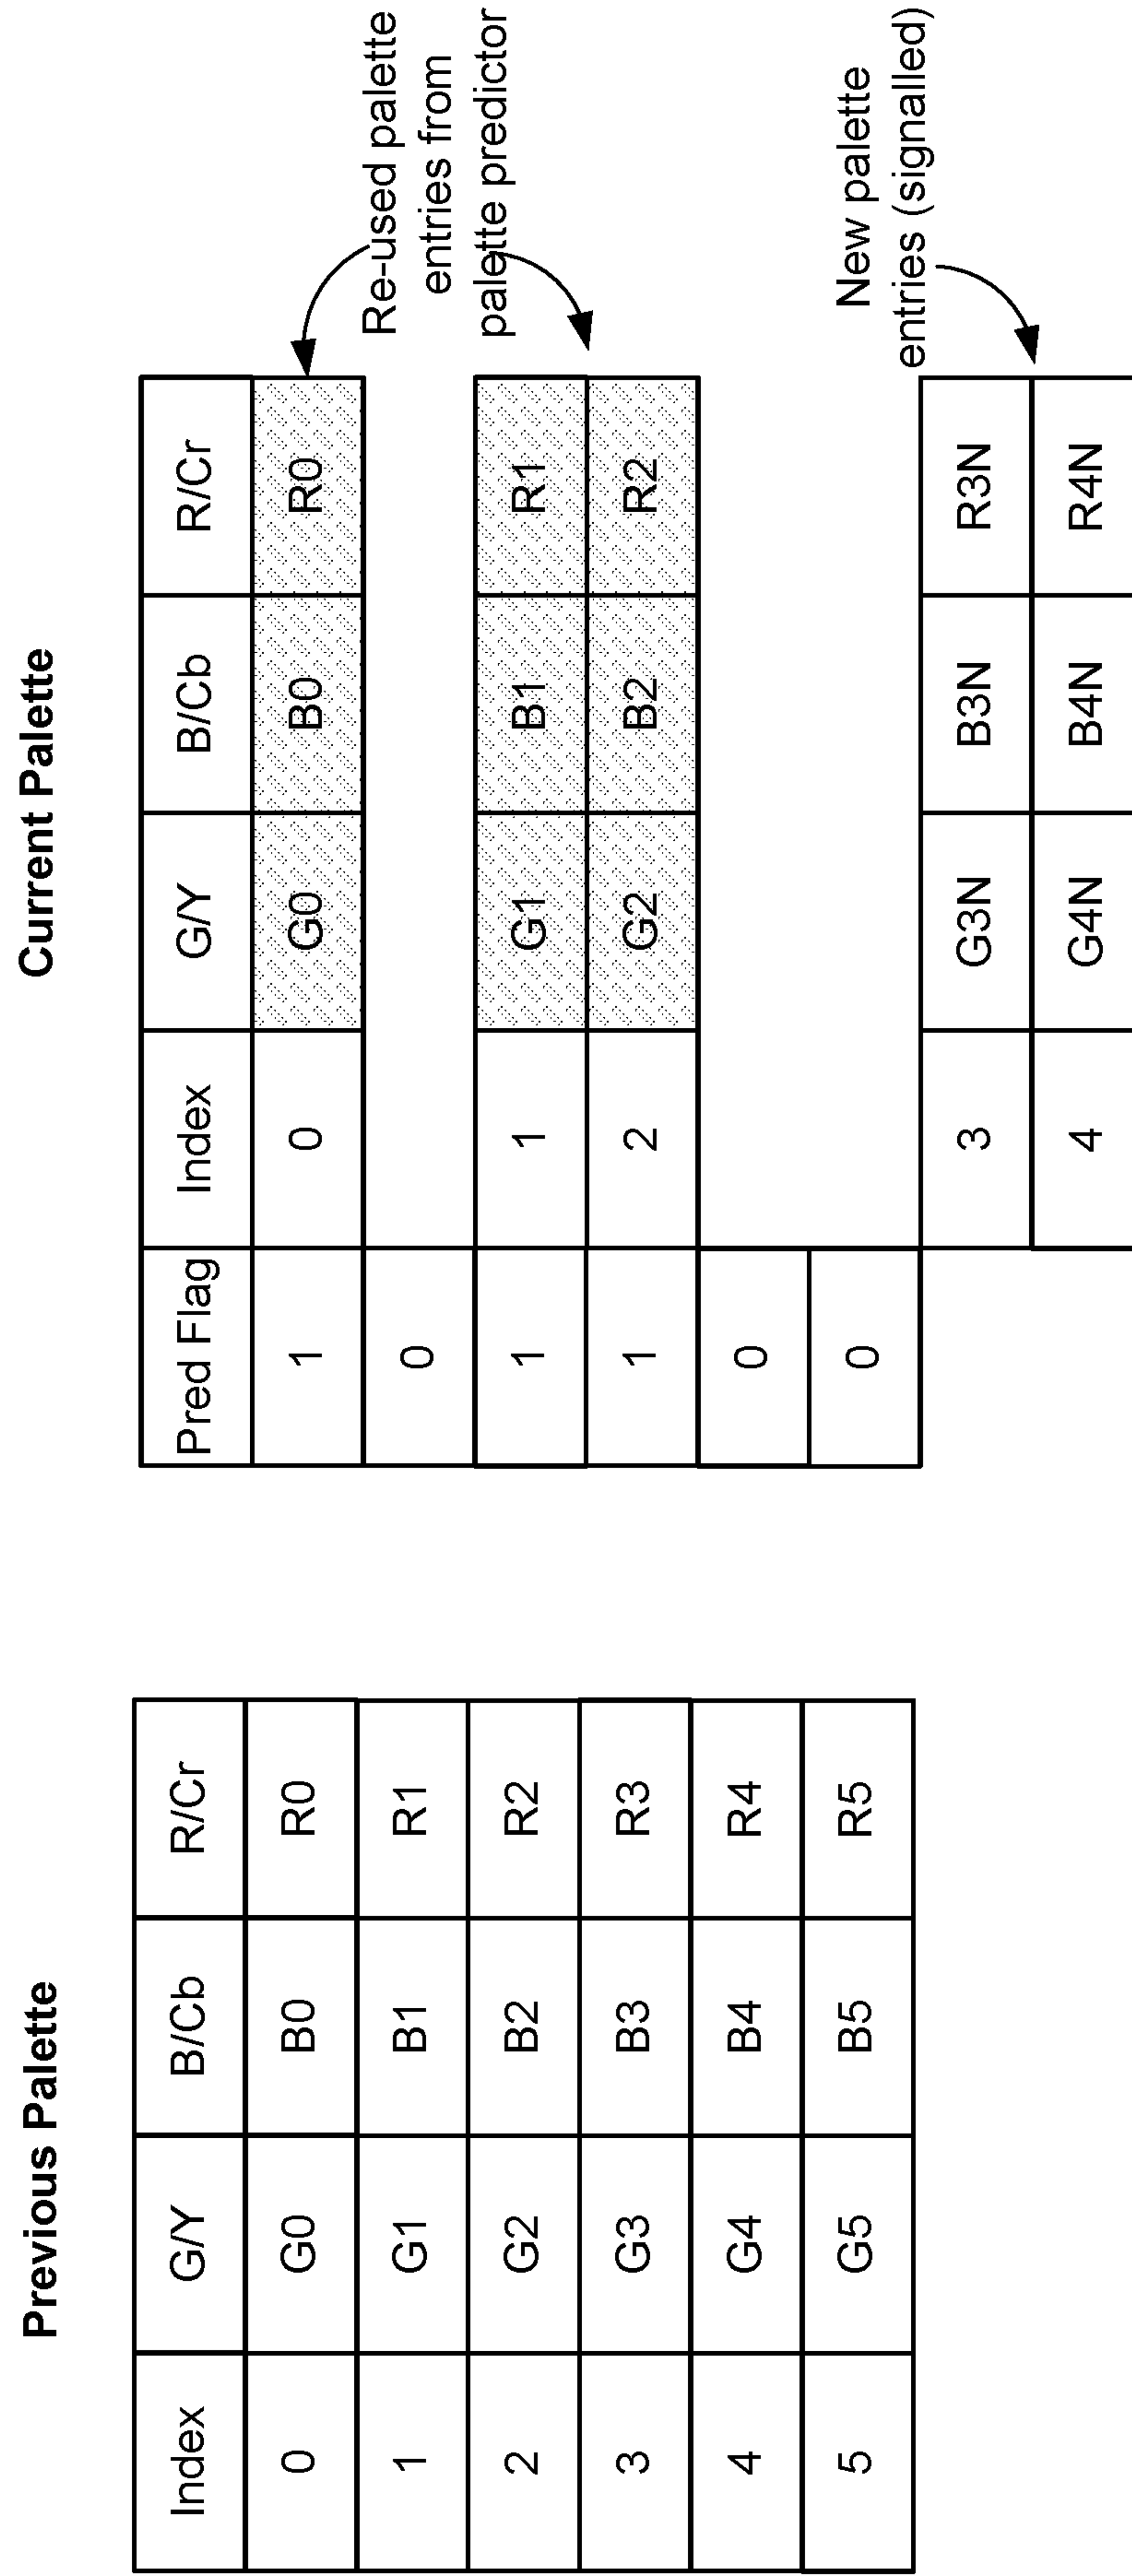 Previous Palette
Index G/Y B/Cb R/Cr
0 G0 B0 R0
1 G1 B1 R1
2 G2 B2 R2
3 G3 B3 R3
4 G4 B4 R4
5 G5 B5 R5
Current Palette
Pred Flag Index G/Y B/Cb R/Cr
1 0 G0 B0 R0
0
1 1 G1 B1 R1
1 2 G2 B2 R2
0
0
3 G3N B3N R3N
4 G4N B4N R4N
Re-used palette
entries from
palette predictor
New palette
entries (signalled)